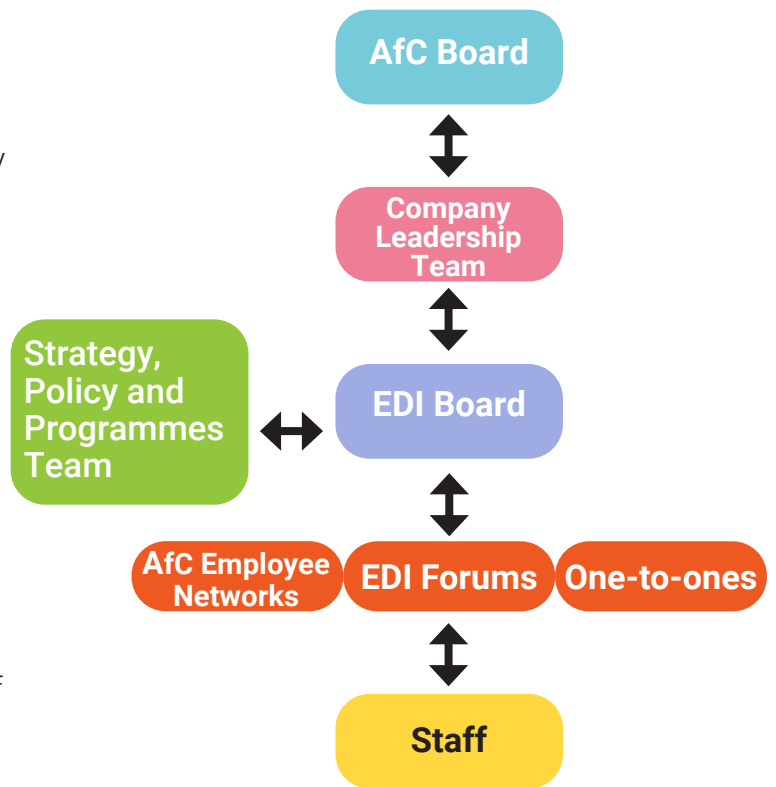 AfC Board
Company
Leadership
Team
Strategy,
Policy and
Programmes
Team
EDI Board
AfC Employee
Networks
EDI Forums
One-to-ones
Staff